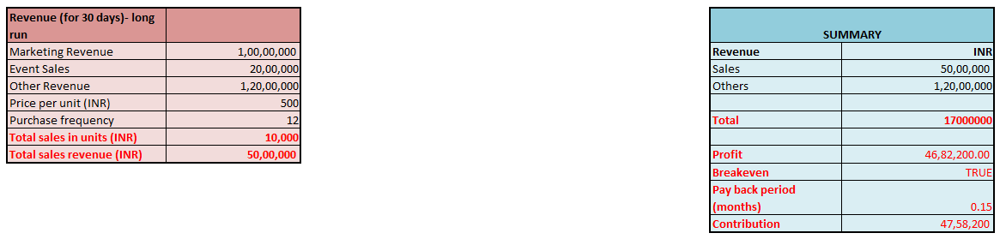 Revenue (for 30 days)- long
run
Marketing Revenue 1,00,00,000
Event Sales 20,00,000
Other Revenue 1,20,00,000
Price per unit (INR) 500
Purchase frequency 12
Total sales in units (INR) 10,000
Total sales revenue (INR) 50,00,000
SUMMARY
Revenue INR
Sales 50,00,000
Others 1,20,00,000
Total 17000000
Profit 46,82,200.00
Breakeven TRUE
Pay back period
(months) 0.15
Contribution 47,58,200